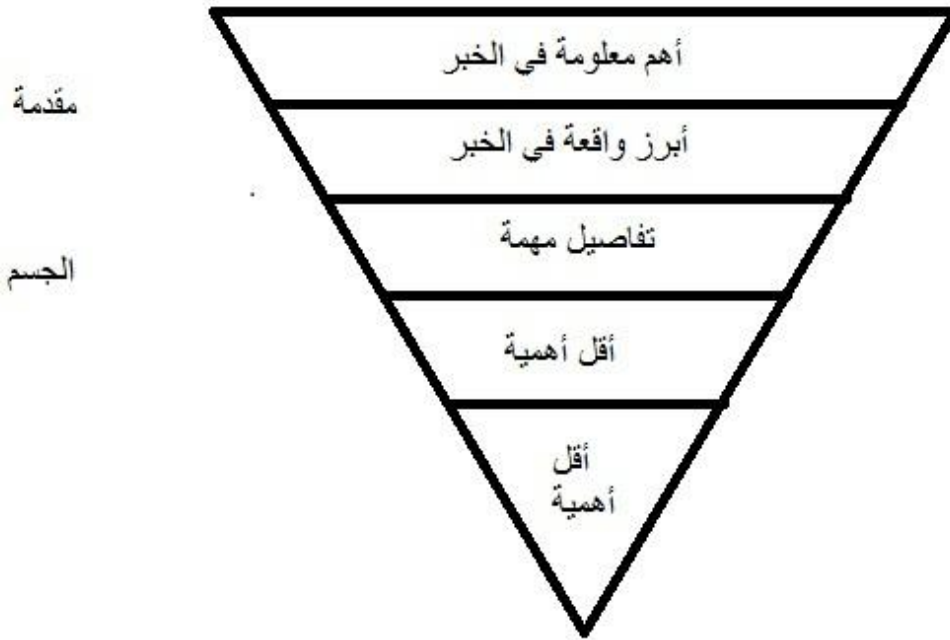 أهم معلومة في الخبر
مقدمة
أبرز واقعة في الخبر
تفاصيل مهمة
الجسم
أقل أهمية
أقل
أهمية